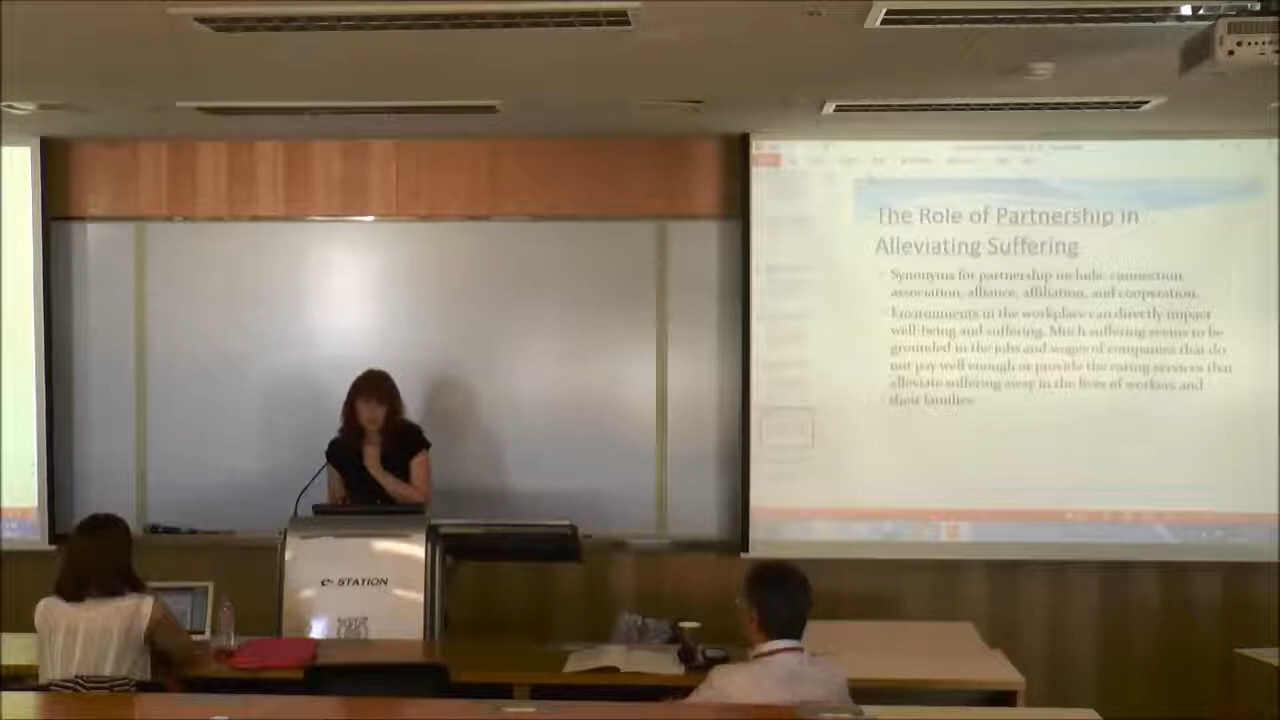 The Role of Partnership in
Alleviating Suffering
Synonyms for partnership include: connection,
association, alliance, affiliation, and cooperation.
Environments in the workplace can directly impact
well-being and suffering. Much suffering seems to be
grounded in the jobs and wages of companies that do
not pay well enough or provide the caring services that
alleviate suffering away in the lives of workers and
their families.
e-STATION